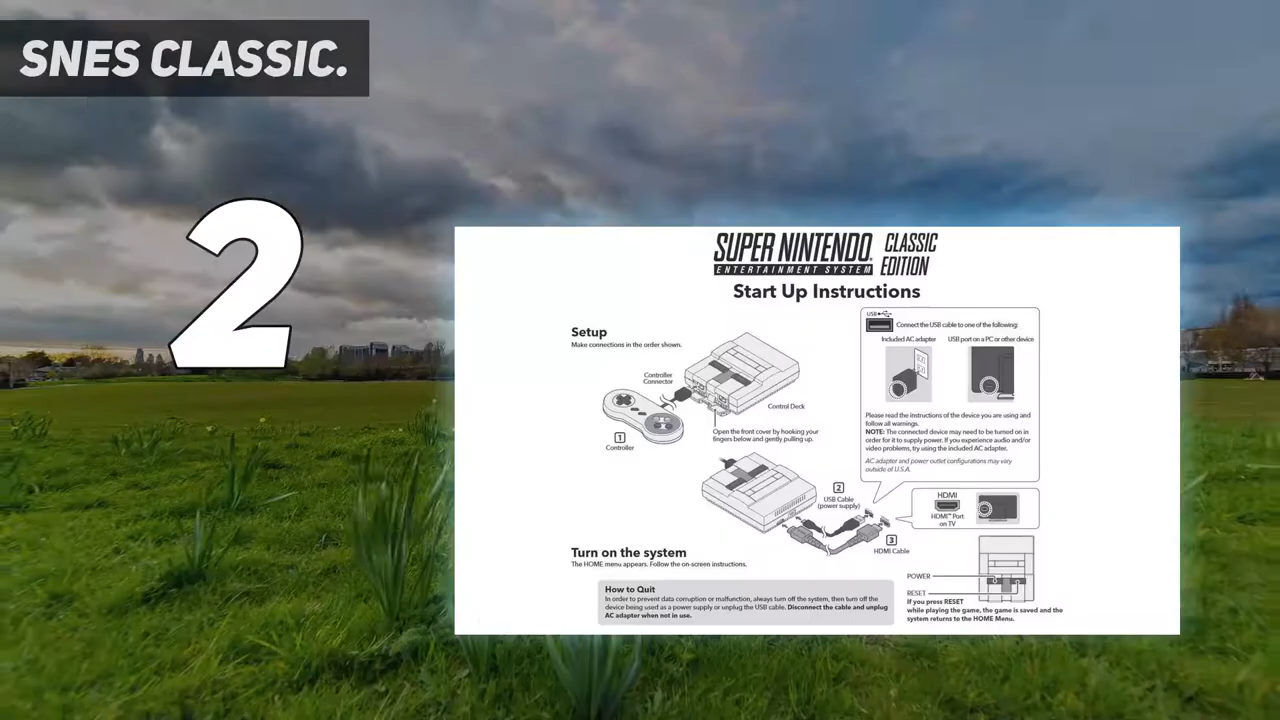 SNES CLASSIC.
2
SUPER NINTENDO
ENTERTAINMENT SYSTEM
CLASSIC
EDITION
Start Up Instructions
Setup
Make connections in the order shown.
Controller
Connector
Control Deck
1
Controller
Open the front cover by hooking your
fingers below and gently pulling up.
USB
Connect the USB cable to one of the following:
Included AC adapter
USB port on a PC or other device
Please read the instructions of the device you are using and
follow all warnings.
NOTE: The connected device may need to be turned on in
order for it to supply power. If you experience audio and/or
video problems, try using the included AC adapter.
AC adapter and power outlet configurations may vary
outside of U.S.A.
2
USB Cable
(power supply)
HDMI
HDMI™ Port
on TV
3
HDMI Cable
Turn on the system
The HOME menu appears. Follow the on-screen instructions.
How to Quit
In order to prevent data corruption or malfunction, always turn off the system, then turn off the
device being used as a power supply or unplug the USB cable. Disconnect the cable and unplug
AC adapter when not in use.
POWER
RESET
If you press RESET
while playing the game, the game is saved and the
system returns to the HOME Menu.